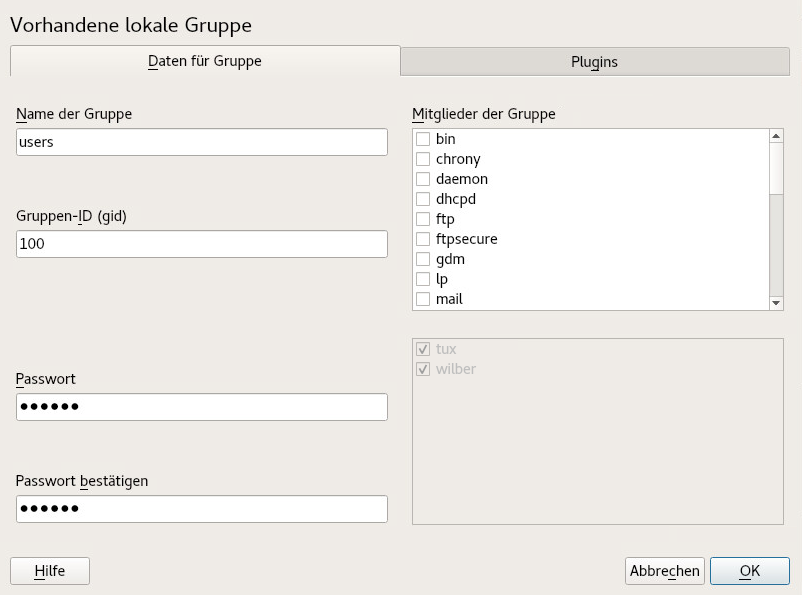 Vorhandene lokale Gruppe
Daten für Gruppe
Plugins
Name der Gruppe
users
Gruppen-ID (gid)
100
Passwort
●●●●●●
Passwort bestätigen
●●●●●●
Mitglieder der Gruppe
bin
chrony
daemon
dhcpd
ftp
ftpsecure
gdm
lp
mail
tux
wilber
Hilfe
Abbrechen
OK